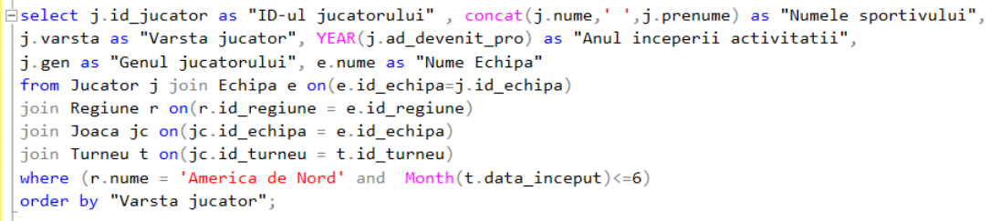 select j.id_jucator as "ID-ul jucatorului" , concat(j.nume,' ',j.prenume) as "Numele sportivului",
j.varsta as "Varsta jucator", YEAR(j.ad_devenit_pro) as "Anul inceperii activitatii",
j.gen as "Genul jucatorului", e.nume as "Nume Echipa"
from Jucator j join Echipa e on(e.id_echipa=j.id_echipa)
join Regiune r on(r.id_regiune = e.id_regiune)
join Joaca jc on(jc.id_echipa = e.id_echipa)
join Turneu t on(jc.id_turneu = t.id_turneu)
where (r.nume = 'America de Nord' and  Month(t.data_inceput)<=6)
order by "Varsta jucator";